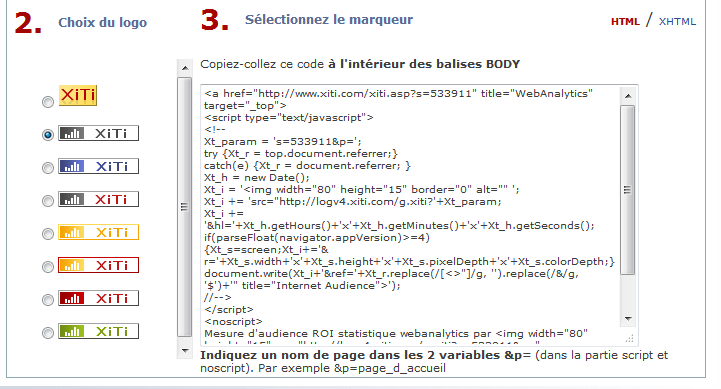 2. Choix du logo
3. Sélectionnez le marqueur
HTML / XHTML
Copiez-collez ce code à l'intérieur des balises BODY
XiTi
XiTi
XiTi
XiTi
XiTi
XiTi
XiTi
XiTi
<a href="http://www.xiti.com/xiti.asp?s=533911" title="WebAnalytics"
target="_top">
<script type="text/javascript">
<!--
Xt_param = 's=533911&p=';
try {Xt_r = top.document.referrer;}
catch(e) {Xt_r = document.referrer; }
Xt_h = new Date();
Xt_i = '<img width="80" height="15" border="0" alt="" ';
Xt_i += 'src="http://logv4.xiti.com/g.xiti?'+Xt_param;
Xt_i +=
'&hl='+Xt_h.getHours()+'x'+Xt_h.getMinutes()+'x'+Xt_h.getSeconds();
if(parseFloat(navigator.appVersion)>=4)
{Xt_s=screen;Xt_i+='&
r='+Xt_s.width+'x'+Xt_s.height+'x'+Xt_s.pixelDepth+'x'+Xt_s.colorDepth;}
document.write(Xt_i+'&ref='+Xt_r.replace(/[<>"]/g, '').replace(/&/g,
'$')+'" title="Internet Audience">');
//-->
</script>
<noscript>
Mesure d'audience ROI statistique webanalytics par <img width="80"
Indiquez un nom de page dans les 2 variables &p= (dans la partie script et
noscript). Par exemple &p=page_d_accueil